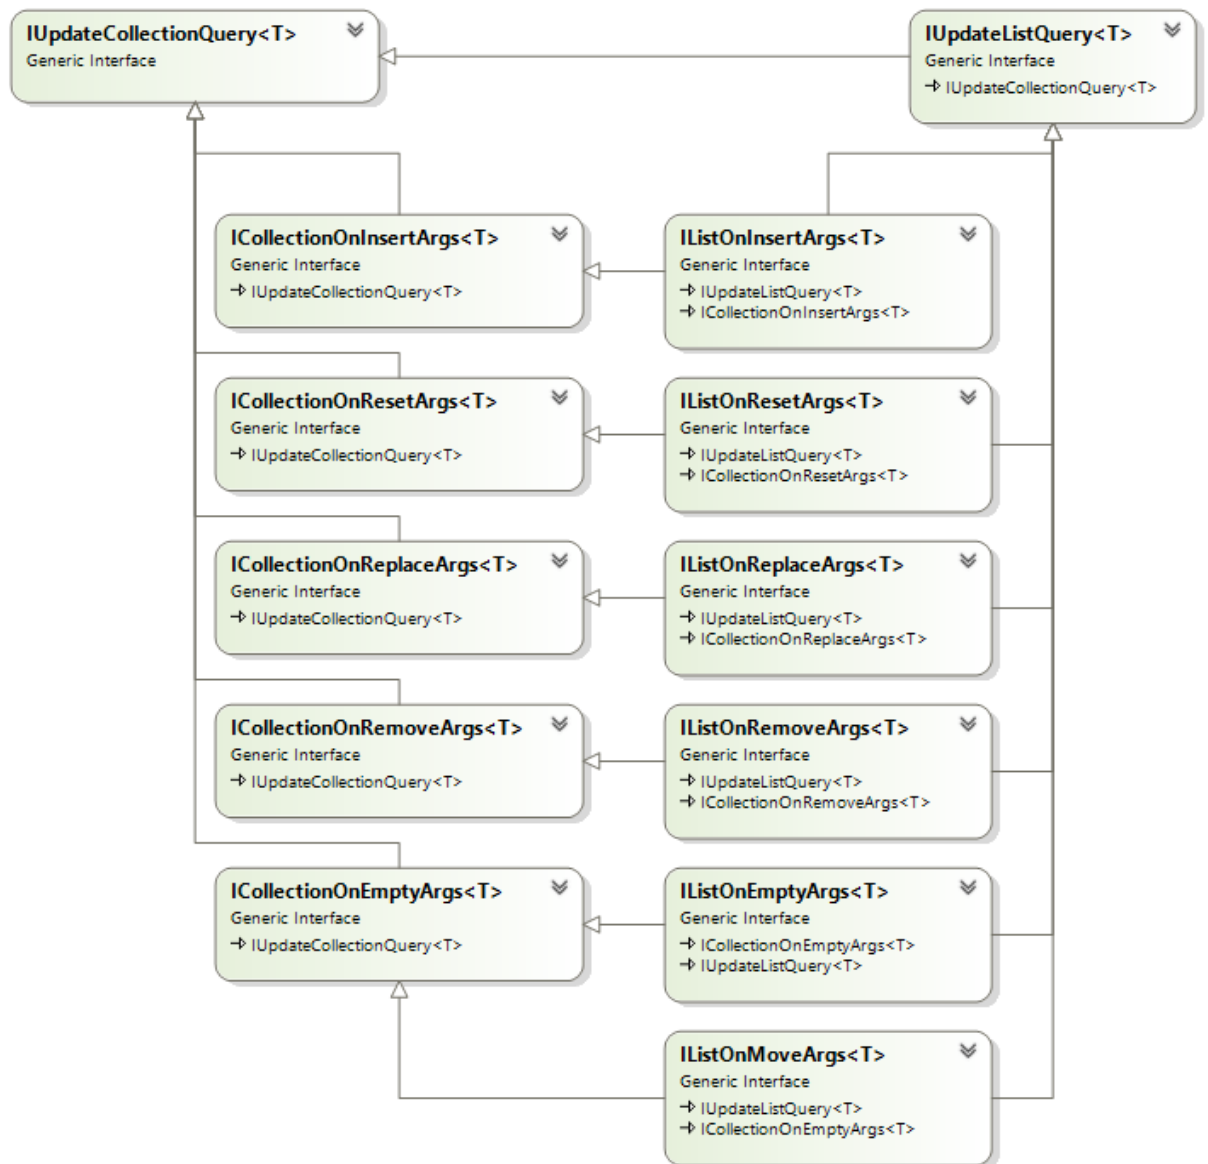 IUpdateCollectionQuery<T>
Generic Interface
IUpdateListQuery<T>
Generic Interface
IUpdateCollectionQuery<T>
ICollectionOnInsertArgs<T>
Generic Interface
IUpdateCollectionQuery<T>
IListOnInsertArgs<T>
Generic Interface
IUpdateListQuery<T>
ICollectionOnInsertArgs<T>
ICollectionOnResetArgs<T>
Generic Interface
IUpdateCollectionQuery<T>
IListOnResetArgs<T>
Generic Interface
IUpdateListQuery<T>
ICollectionOnResetArgs<T>
ICollectionOnReplaceArgs<T>
Generic Interface
IUpdateCollectionQuery<T>
IListOnReplaceArgs<T>
Generic Interface
IUpdateListQuery<T>
ICollectionOnReplaceArgs<T>
ICollectionOnRemoveArgs<T>
Generic Interface
IUpdateCollectionQuery<T>
IListOnRemoveArgs<T>
Generic Interface
IUpdateListQuery<T>
ICollectionOnRemoveArgs<T>
ICollectionOnEmptyArgs<T>
Generic Interface
IUpdateCollectionQuery<T>
IListOnEmptyArgs<T>
Generic Interface
ICollectionOnEmptyArgs<T>
IUpdateListQuery<T>
IListOnMoveArgs<T>
Generic Interface
IUpdateListQuery<T>
ICollectionOnEmptyArgs<T>